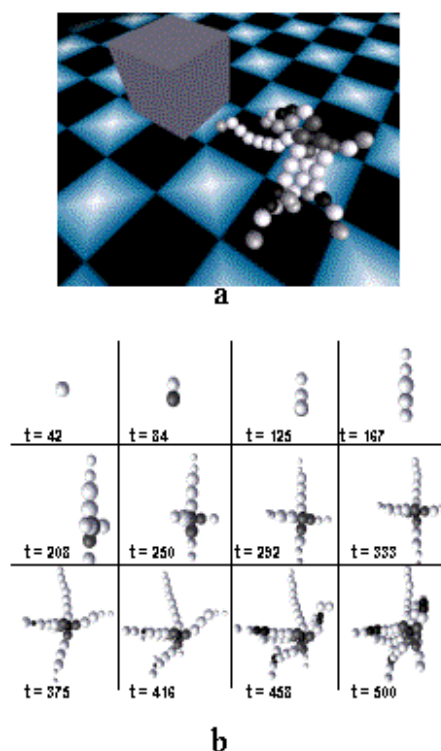 a
t = 42
t = 84
t = 125
t = 167
t = 208
t = 250
t = 292
t = 333
t = 375
t = 416
t = 458
t = 500
b